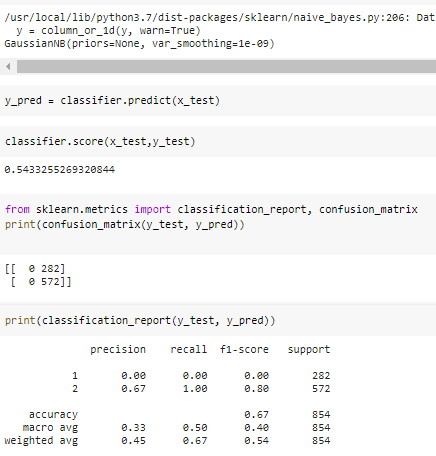 /usr/local/lib/python3.7/dist-packages/sklearn/naive_bayes.py:206: Dat
y = column_or_1d(y, warn=True)
GaussianNB(priors=None, var_smoothing=1e-09)
y_pred = classifier.predict(x_test)
classifier.score(x_test,y_test)
0.5433255269320844
from sklearn.metrics import classification_report, confusion_matrix
print(confusion_matrix(y_test, y_pred))
[[  0 282]
 [  0 572]]
print(classification_report(y_test, y_pred))
precision    recall  f1-score   support
1       0.00      0.00      0.00       282
2       0.67      1.00      0.80       572
accuracy                           0.67       854
macro avg       0.33      0.50      0.40       854
weighted avg       0.45      0.67      0.54       854